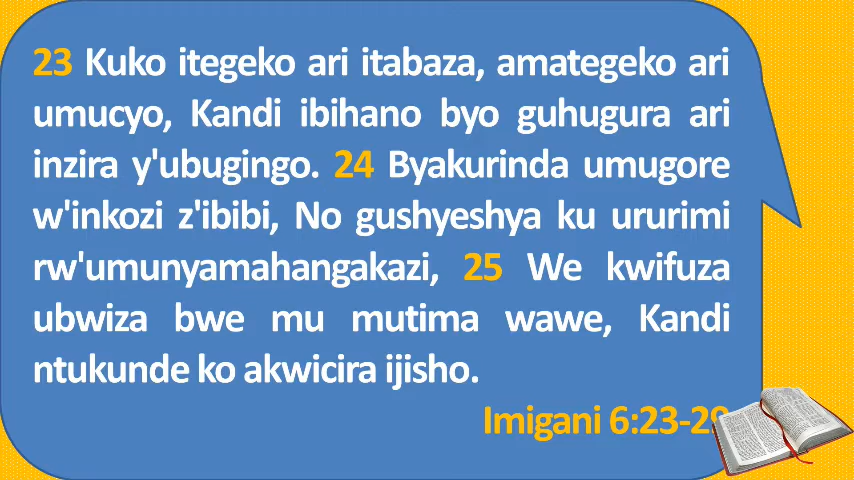 23 Kuko itegeko ari itabaza, amategeko ari
umucyo, Kandi ibihano byo guhugura ari
inzira y'ubugingo. 24 Byakurinda umugore
w'inkozi z'ibibi, No gushyeshya ku ururimi
rw'umunyamahangakazi, 25 We kwifuza
ubwiza bwe mu mutima wawe, Kandi
ntukunde ko akwicira ijisho.
Imigani 6:23-29